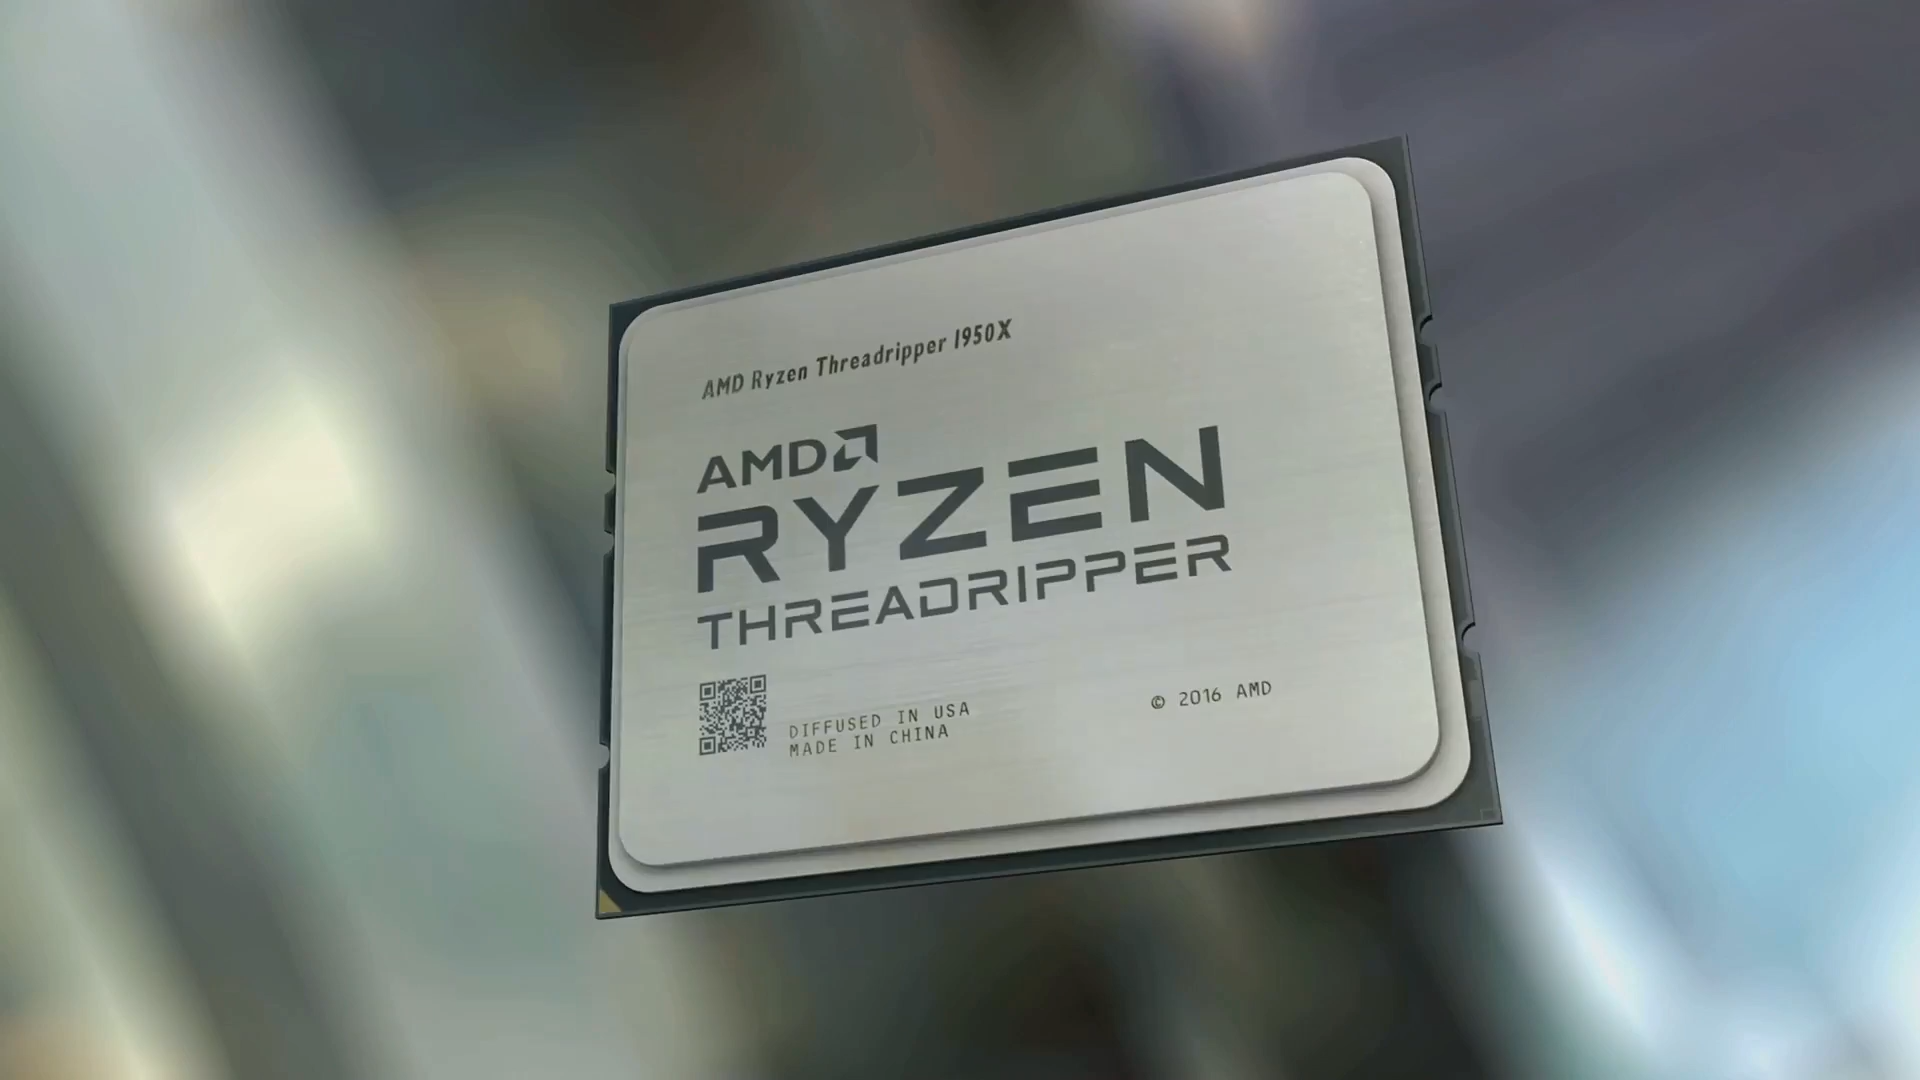 AMD Ryzen Threadripper 1950X
AMD
RYZEN
THREADRIPPER
DIFFUSED IN USA
MADE IN CHINA
© 2016 AMD